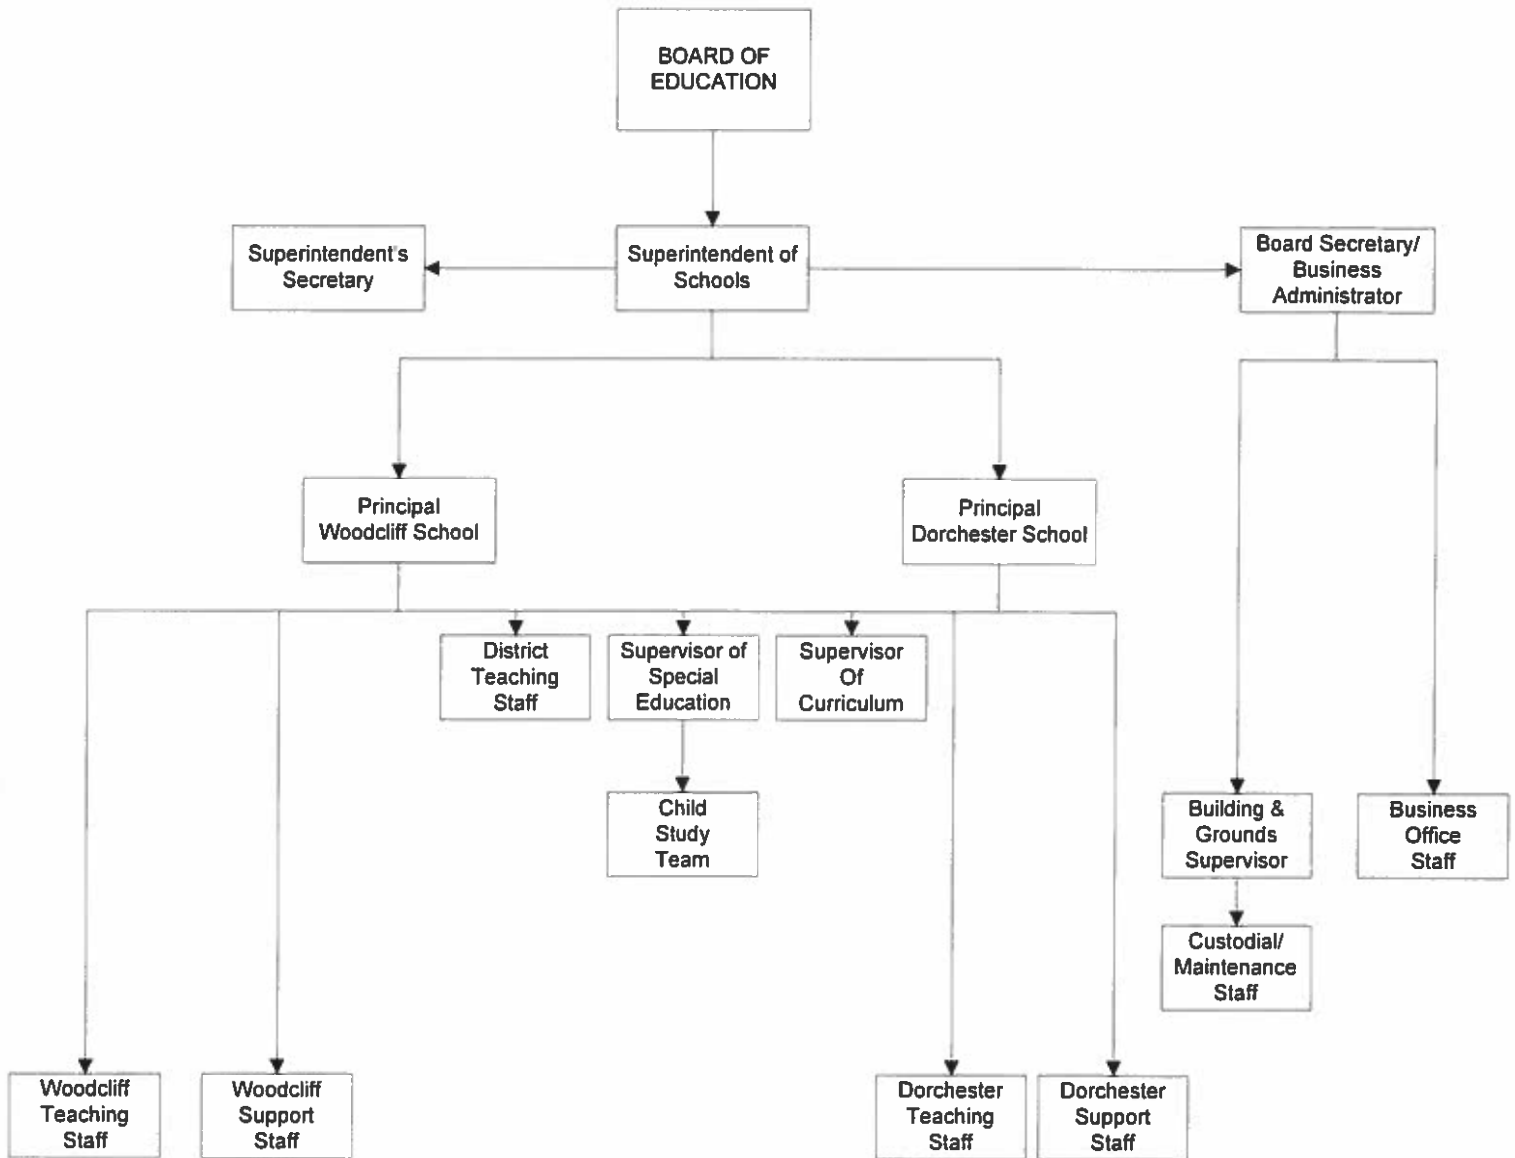 BOARD OF
EDUCATION
Superintendent's
Secretary
Superintendent of
Schools
Board Secretary/
Business
Administrator
Principal
Woodcliff School
Principal
Dorchester School
District
Teaching
Staff
Supervisor of
Special
Education
Supervisor
Of
Curriculum
Child
Study
Team
Building &
Grounds
Supervisor
Business
Office
Staff
Custodial/
Maintenance
Staff
Woodcliff
Teaching
Staff
Woodcliff
Support
Staff
Dorchester
Teaching
Staff
Dorchester
Support
Staff